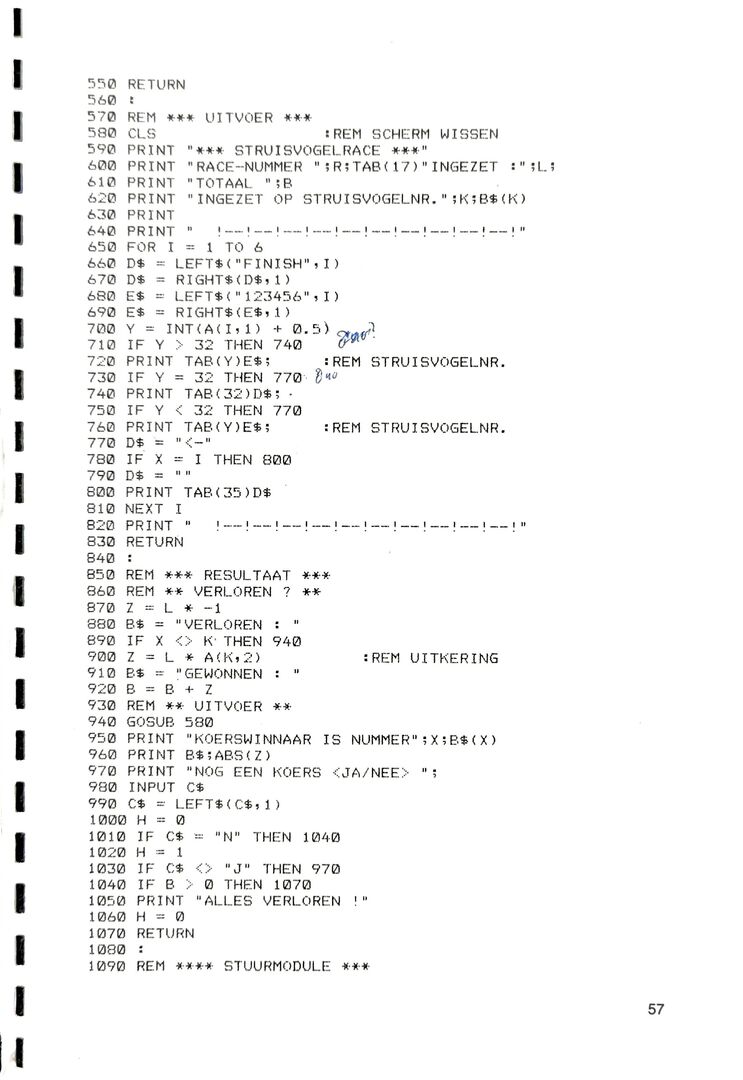 550 RETURN
560 :
570 REM *** UITVOER ***
580 CLS :REM SCHERM WISSEN
590 PRINT "*** STRUISVOGELRACE ***"
600 PRINT "RACE-NUMMER ";R;TAB(17)"INGEZET :";L;
610 PRINT "TOTAAL ";B
620 PRINT "INGEZET OP STRUISVOGELNR.";K;B$(K)
630 PRINT
640 PRINT "   !--!--!--!--!--!--!--!--!--!--!"
650 FOR I = 1 TO 6
660 D$ = LEFT$("FINISH",I)
670 D$ = RIGHT$(D$,1)
680 E$ = LEFT$("123456",I)
690 E$ = RIGHT$(E$,1)
700 Y = INT(A(I,1) + 0.5)
710 IF Y > 32 THEN 740
720 PRINT TAB(Y)E$; :REM STRUISVOGELNR.
730 IF Y = 32 THEN 770
740 PRINT TAB(32)D$;
750 IF Y < 32 THEN 770
760 PRINT TAB(Y)E$; :REM STRUISVOGELNR.
770 D$ = "<-"
780 IF X = I THEN 800
790 D$ = ""
800 PRINT TAB(35)D$
810 NEXT I
820 PRINT "   !--!--!--!--!--!--!--!--!--!--!"
830 RETURN
840 :
850 REM *** RESULTAAT ***
860 REM ** VERLOREN ? **
870 Z = L * -1
880 B$ = "VERLOREN : "
890 IF X <> K THEN 940
900 Z = L * A(K,2) :REM UITKERING
910 B$ = "GEWONNEN : "
920 B = B + Z
930 REM ** UITVOER **
940 GOSUB 580
950 PRINT "KOERSWINNAAR IS NUMMER";X;B$(X)
960 PRINT B$;ABS(Z)
970 PRINT "NOG EEN KOERS <JA/NEE> ";
980 INPUT C$
990 C$ = LEFT$(C$,1)
1000 H = 0
1010 IF C$ = "N" THEN 1040
1020 H = 1
1030 IF C$ <> "J" THEN 970
1040 IF B > 0 THEN 1070
1050 PRINT "ALLES VERLOREN !"
1060 H = 0
1070 RETURN
1080 :
1090 REM **** STUURMODULE ***
57